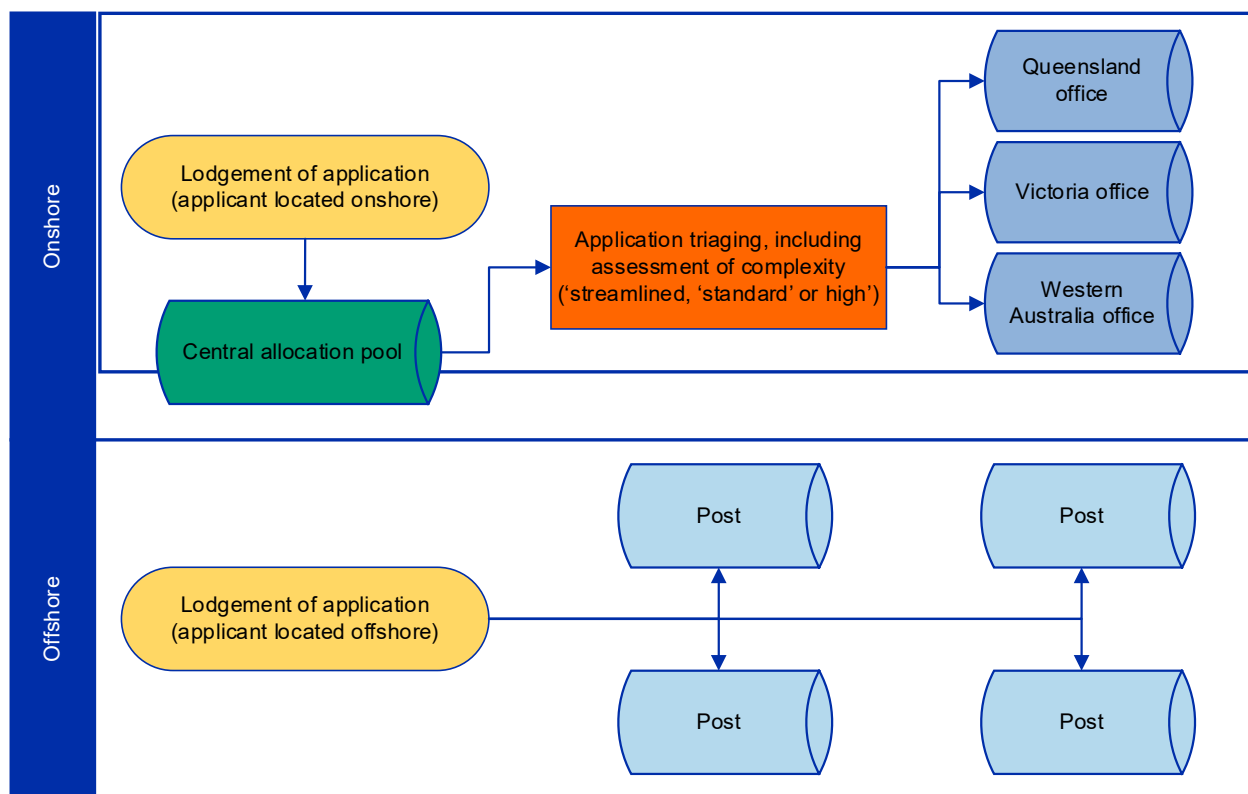 Onshore
Lodgement of application
(applicant located onshore)
Central allocation pool
Application triaging, including
assessment of complexity
(‘streamlined, ‘standard’ or high’)
Queensland
office
Victoria office
Western
Australia office
Offshore
Lodgement of application
(applicant located offshore)
Post
Post
Post
Post